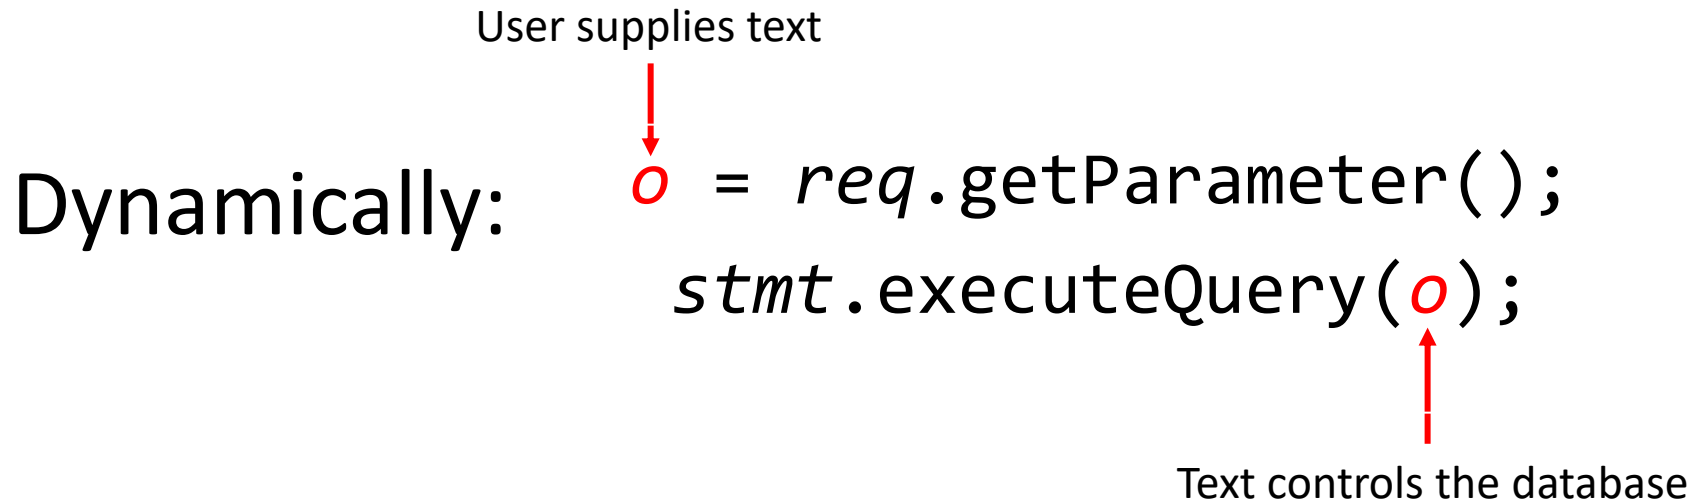 User supplies text
Dynamically: o = req.getParameter();
stmt.executeQuery(o);
Text controls the database